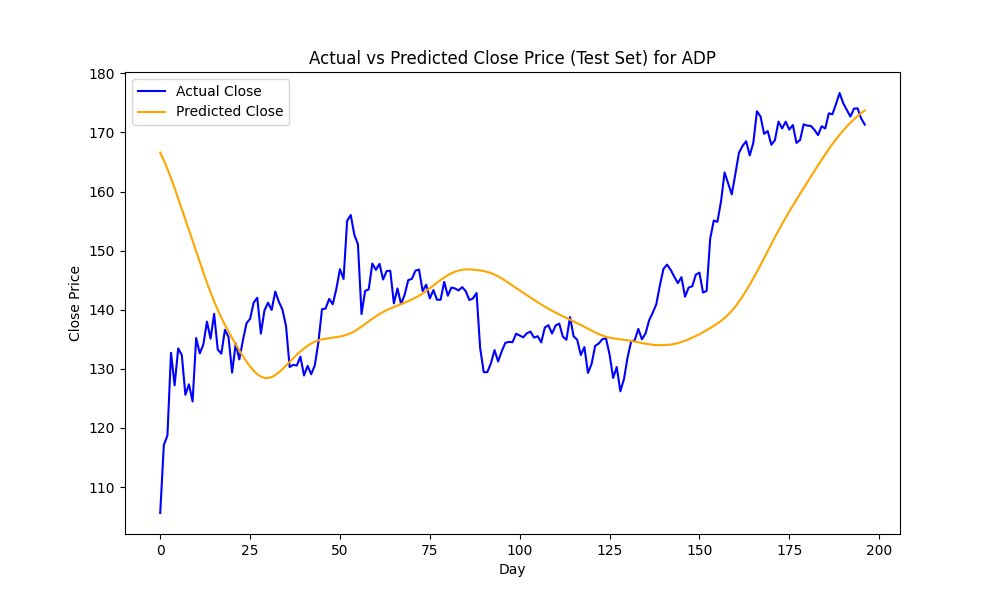 Actual vs Predicted Close Price (Test Set) for ADP
Actual Close
Predicted Close
Close Price
180
170
160
150
140
130
120
110
0 25 50 75 100 125 150 175 200
Day